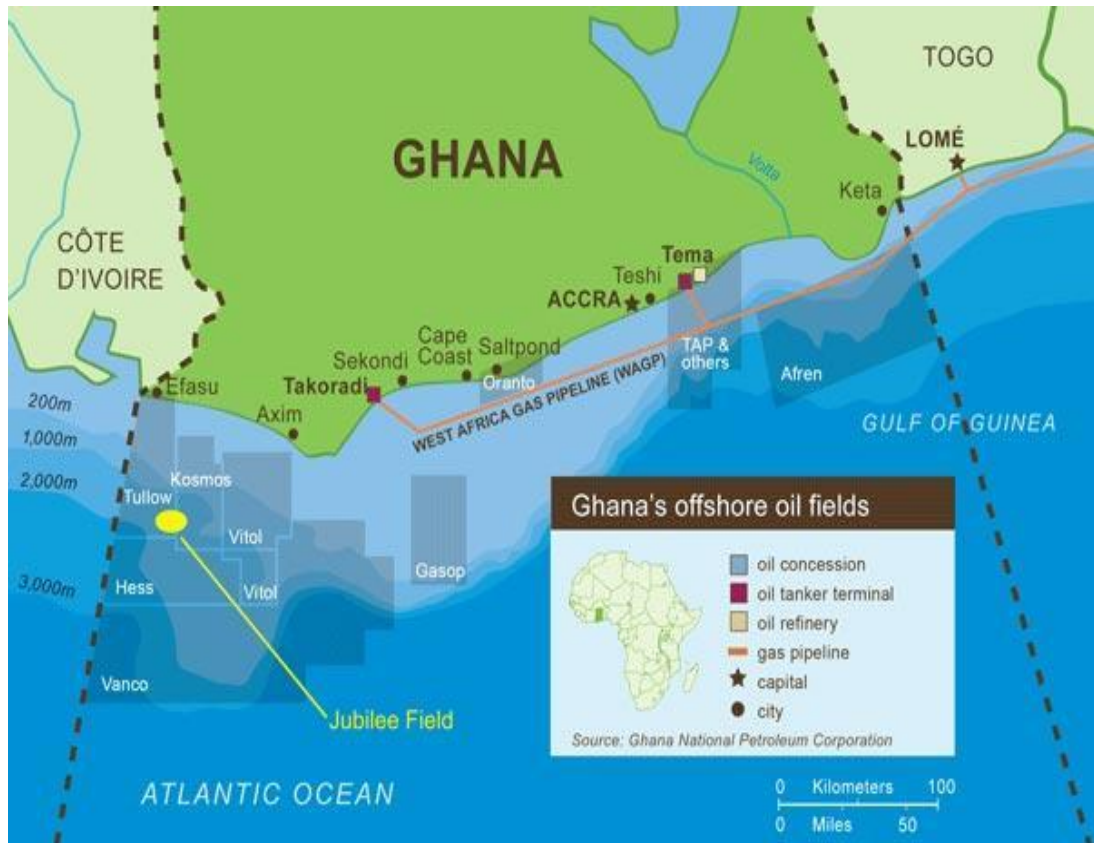 TOGO
LOMÉ
GHANA
Volta
Keta
CÔTE
D'IVOIRE
Tema
Teshi
ACCRA
Cape
Coast
Saltpond
Sekondi
Oranto
TAP &
others
Afren
Takoradi
Efasu
Axim
WEST AFRICA GAS PIPELINE (WAGP)
GULF OF GUINEA
200m
1,000m
2,000m
3,000m
Kosmos
Tullow
Vitol
Gasop
Hess
Vitol
Vanco
Jubilee Field
ATLANTIC OCEAN
Ghana's offshore oil fields
oil concession
oil tanker terminal
oil refinery
gas pipeline
capital
city
Source: Ghana National Petroleum Corporation
0 Kilometers 100
0 Miles 50